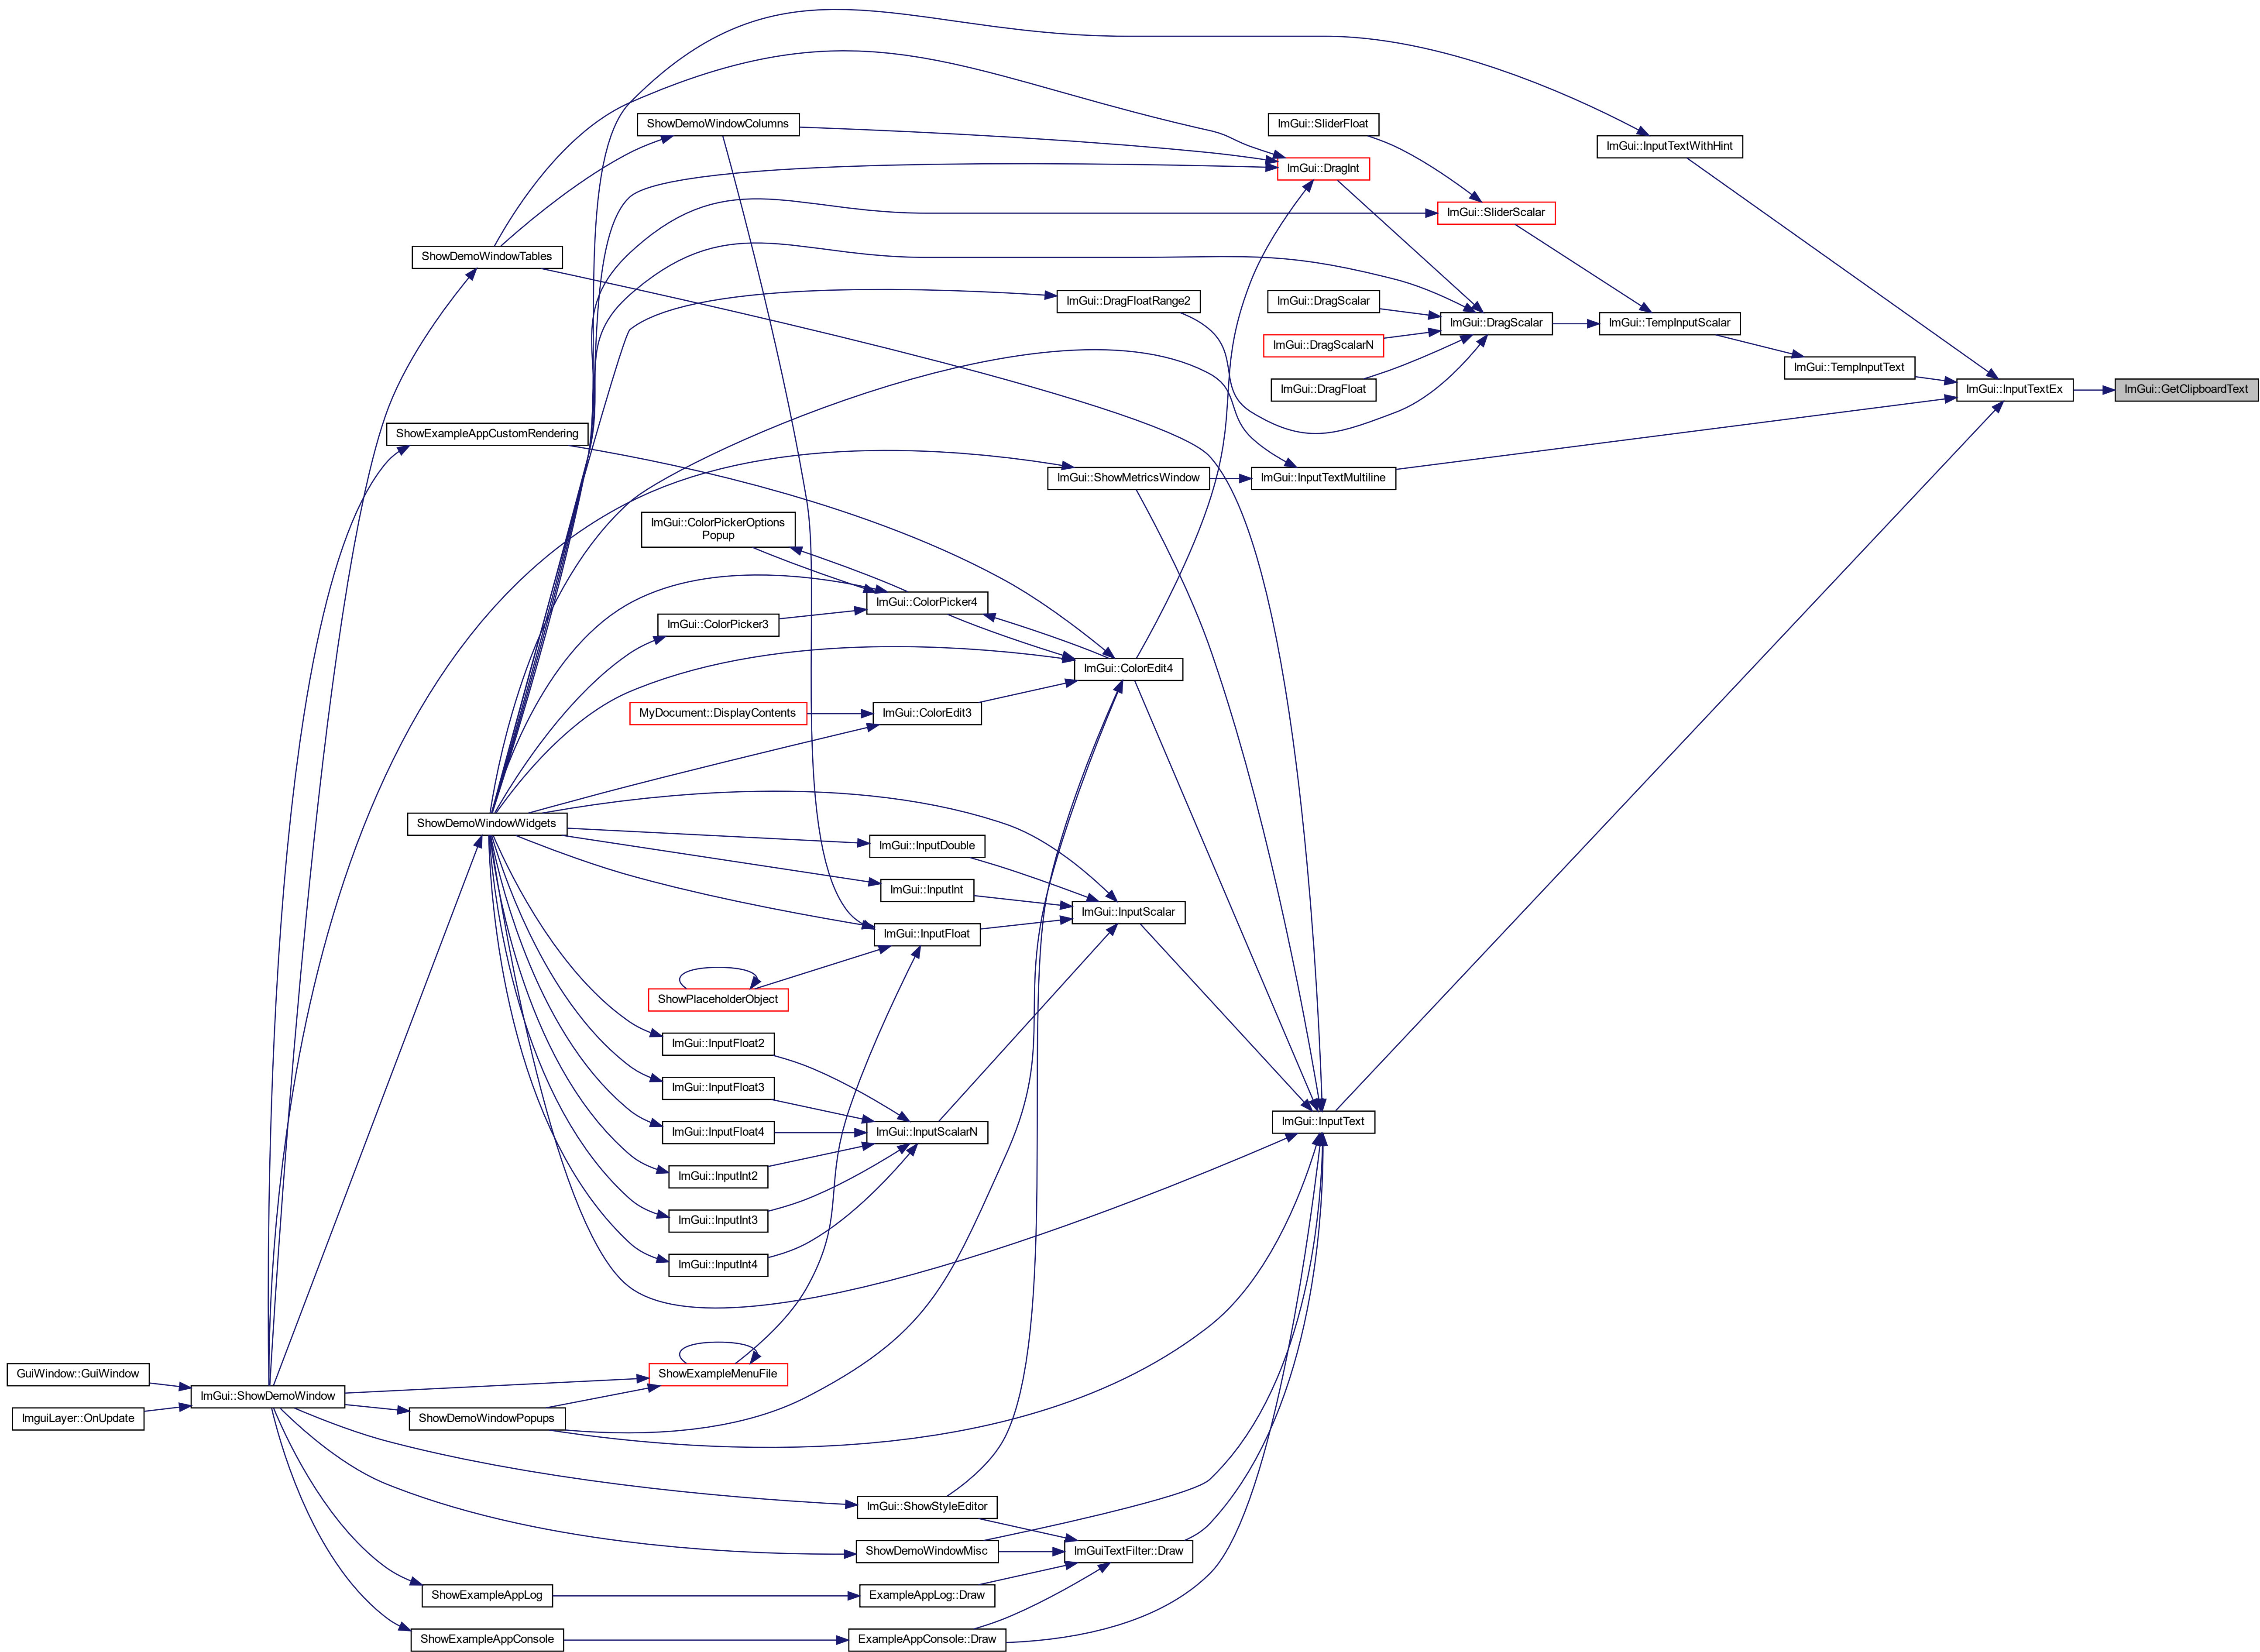 ShowDemoWindowColumns
ImGui::SliderFloat
ImGui::InputTextWithHint
ImGui::DragInt
ImGui::SliderScalar
ShowDemoWindowTables
ImGui::DragFloatRange2
ImGui::DragScalar
ImGui::DragScalar
ImGui::TempInputScalar
ImGui::DragScalarN
ImGui::TempInputText
ImGui::DragFloat
ImGui::InputTextEx
ImGui::GetClipboardText
ShowExampleAppCustomRendering
ImGui::ShowMetricsWindow
ImGui::InputTextMultiline
ImGui::ColorPickerOptions
Popup
ImGui::ColorPicker4
ImGui::ColorPicker3
ImGui::ColorEdit4
MyDocument::DisplayContents
ImGui::ColorEdit3
ShowDemoWindowWidgets
ImGui::InputDouble
ImGui::InputInt
ImGui::InputScalar
ImGui::InputFloat
ShowPlaceholderObject
ImGui::InputFloat2
ImGui::InputFloat3
ImGui::InputFloat4
ImGui::InputScalarN
ImGui::InputText
ImGui::InputInt2
ImGui::InputInt3
ImGui::InputInt4
GuiWindow::GuiWindow
ShowExampleMenuFile
ImGui::ShowDemoWindow
ImguiLayer::OnUpdate
ShowDemoWindowPopups
ImGui::ShowStyleEditor
ShowDemoWindowMisc
ImGuiTextFilter::Draw
ShowExampleAppLog
ExampleAppLog::Draw
ShowExampleAppConsole
ExampleAppConsole::Draw